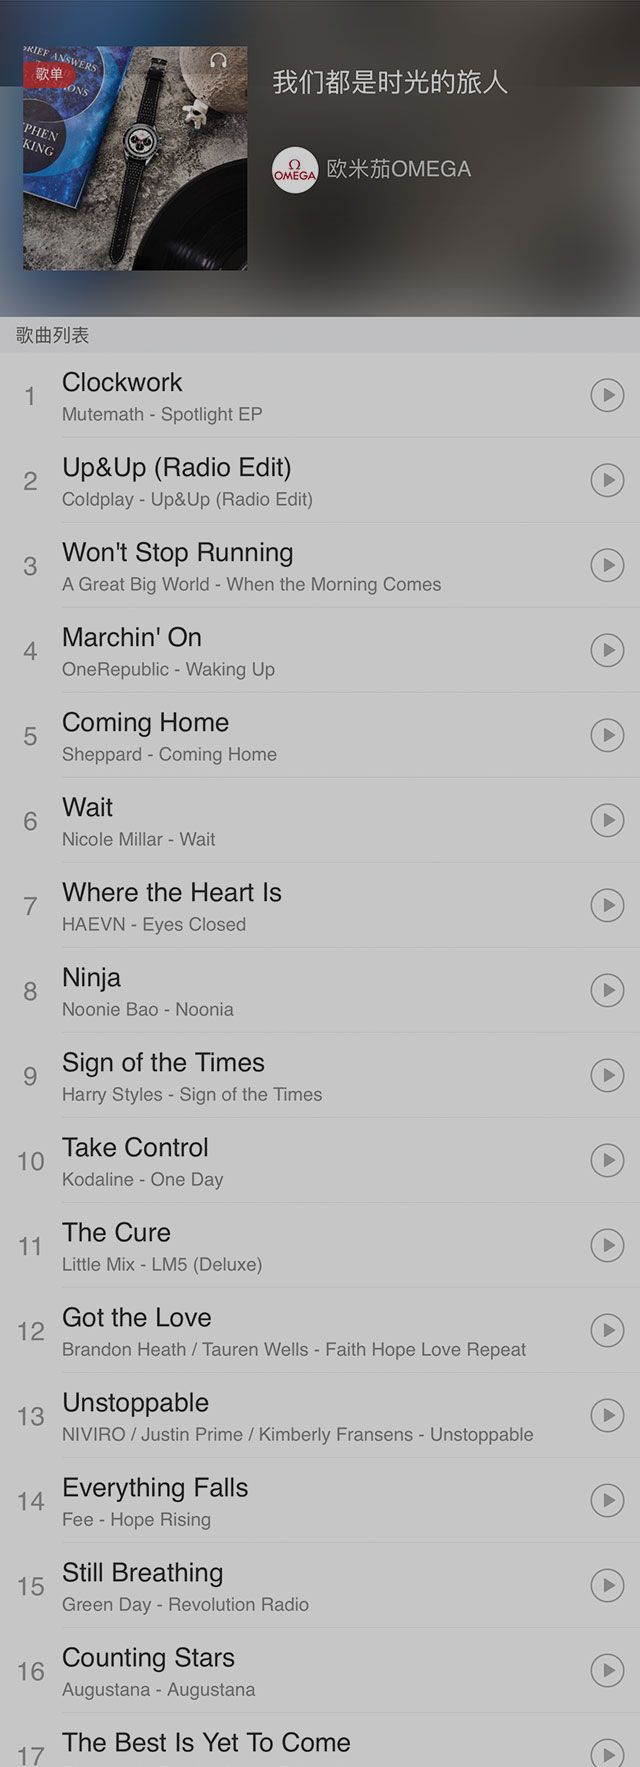 BRIEF ANSWERS
歌单
我们都是时光的旅人
OMEGA
欧米茄OMEGA
歌曲列表
1
Clockwork
Mutemath - Spotlight EP
2
Up&Up (Radio Edit)
Coldplay - Up&Up (Radio Edit)
3
Won't Stop Running
A Great Big World - When the Morning Comes
4
Marchin' On
OneRepublic - Waking Up
5
Coming Home
Sheppard - Coming Home
6
Wait
Nicole Millar - Wait
7
Where the Heart Is
HAEVN - Eyes Closed
8
Ninja
Noonie Bao - Noonia
9
Sign of the Times
Harry Styles - Sign of the Times
10
Take Control
Kodaline - One Day
11
The Cure
Little Mix - LM5 (Deluxe)
12
Got the Love
Brandon Heath / Tauren Wells - Faith Hope Love Repeat
13
Unstoppable
NIVIRO / Justin Prime / Kimberly Fransens - Unstoppable
14
Everything Falls
Fee - Hope Rising
15
Still Breathing
Green Day - Revolution Radio
16
Counting Stars
Augustana - Augustana
17
The Best Is Yet To Come